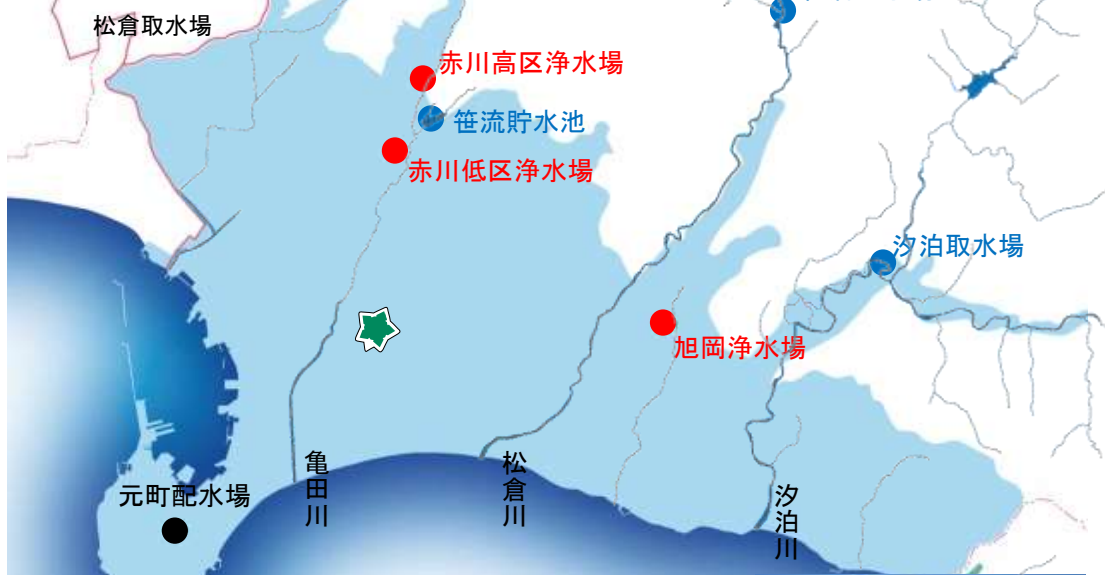 松倉取水場
赤川高区浄水場
笹流貯水池
赤川低区浄水場
汐泊取水場
旭岡浄水場
亀田川
松倉川
汐泊川
元町配水場